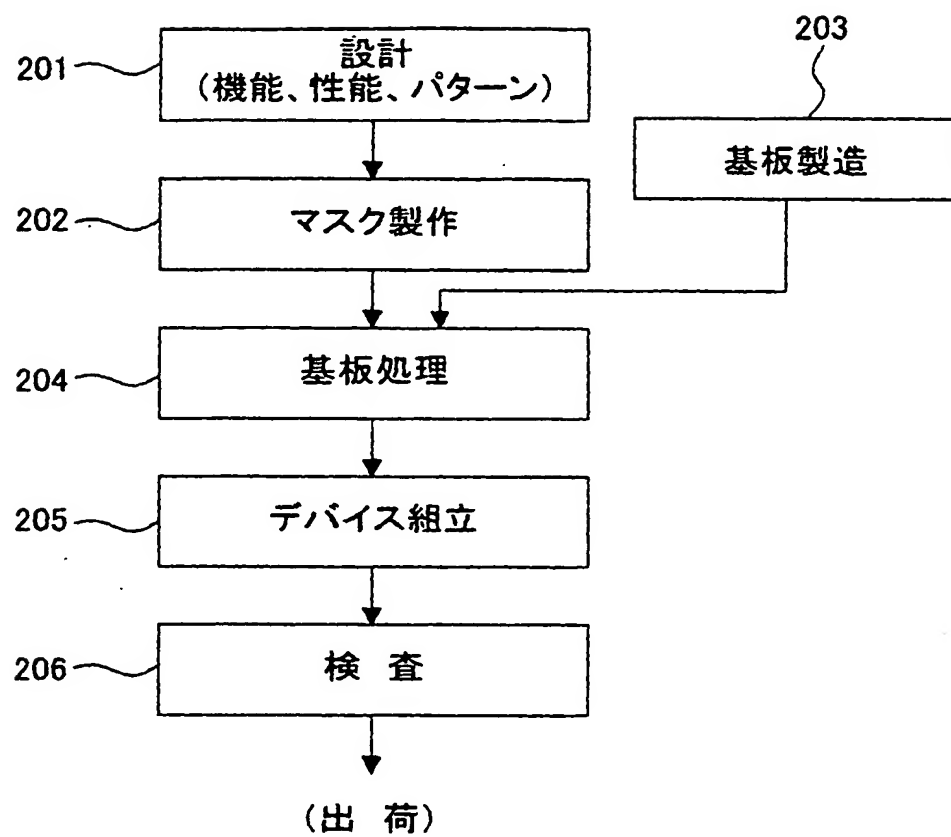 201
設計
(機能、性能、パターン)
203
基板製造
202
マスク製作
204
基板処理
205
デバイス組立
206
検 査
(出 荷)